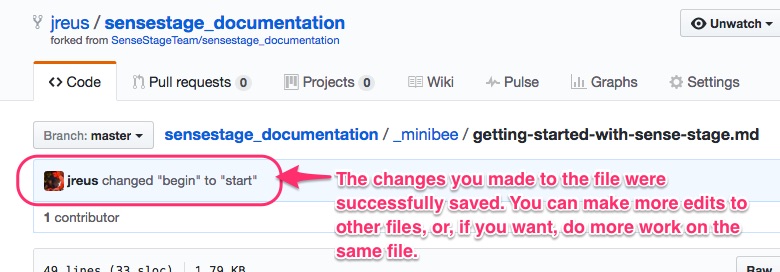 jreus / sensestage_documentation
Unwatch
forked from SenseStageTeam/sensestage_documentation
Code Pull requests 0 Projects 0 Wiki Pulse Graphs Settings
Branch: master sensestage_documentation / _minibee / getting-started-with-sense-stage.md
jreus changed "begin" to "start"
The changes you made to the file were
successfully saved. You can make more edits to
other files, or, if you want, do more work on the
same file.
1 contributor
49 lines (33 sloc) 1.79 KB
Raw